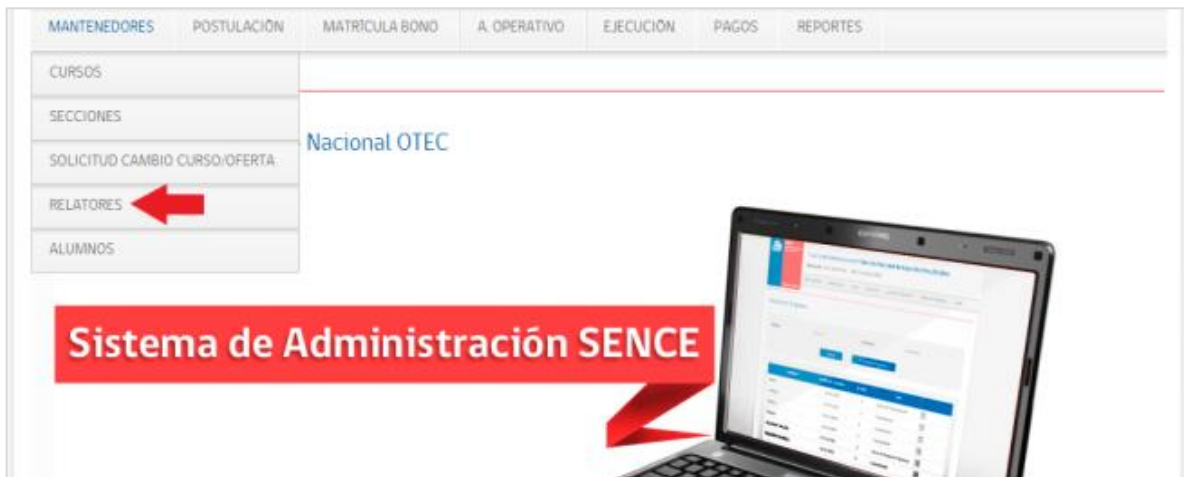 MANTENEDORES POSTULACIÓN MATRÍCULA BONO A. OPERATIVO EJECUCIÓN PAGOS REPORTES
CURSOS
SECCIONES
Nacional OTEC
SOLICITUD CAMBIO CURSO/OFERTA
RELATORES
ALUMNOS
Sistema de Administración SENCE